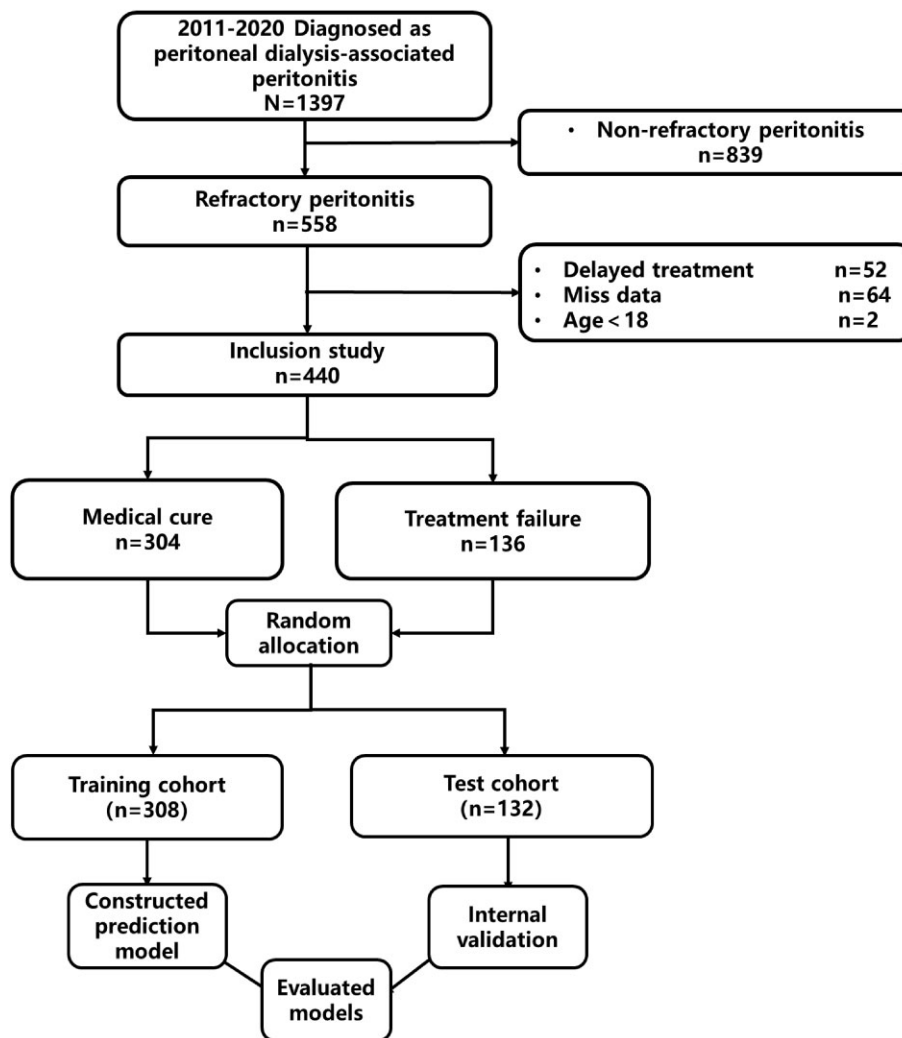 2011-2020 Diagnosed as
peritoneal dialysis-associated
peritonitis
N=1397
• Non-refractory peritonitis
n=839
Refractory peritonitis
n=558
• Delayed treatment n=52
• Miss data n=64
• Age<18 n=2
Inclusion study
n=440
Medical cure
n=304
Treatment failure
n=136
Random
allocation
Training cohort
(n=308)
Test cohort
(n=132)
Constructed
prediction
model
Internal
validation
Evaluated
models